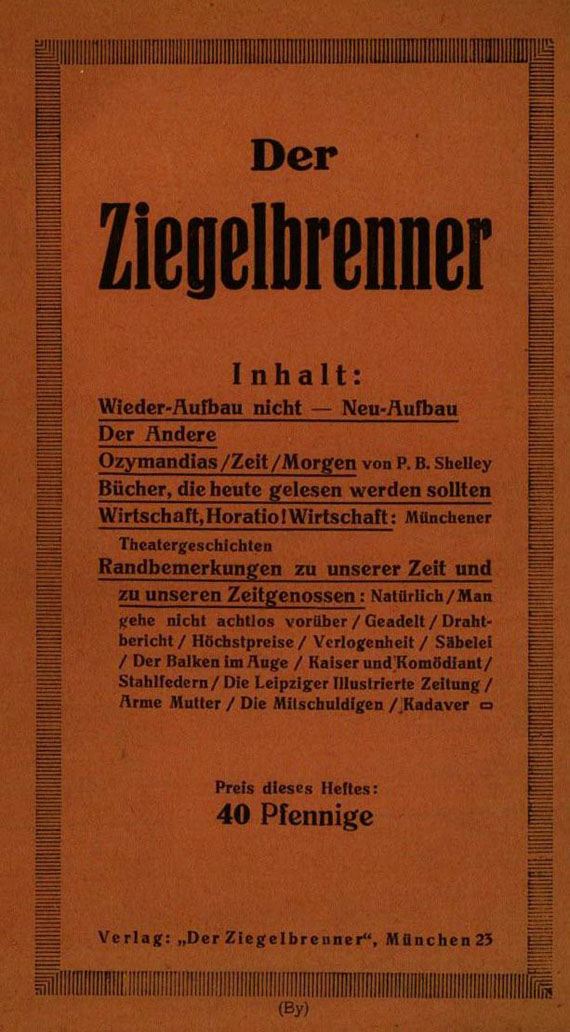 Der
Ziegelbrenner
Inhalt:
Wieder-Aufbau nicht — Neu-Aufbau
Der Andere
Ozymandias/Zeit/Morgen von P. B. Shelley
Bücher, die heute gelesen werden sollten
Wirtschaft, Horatio! Wirtschaft: Münchener
Theatergeschichten
Randbemerkungen zu unserer Zeit und
zu unseren Zeitgenossen: Natürlich/Man
gehe nicht achtlos vorüber / Geadelt / Draht-
bericht / Höchstpreise / Verlogenheit / Säbelei
/ Der Balken im Auge / Kaiser und Komödiant/
Stahlfedern / Die Leipziger Illustrierte Zeitung /
Arme Mutter / Die Mitschuldigen / Kadaver
Preis dieses Heftes:
40 Pfennige
Verlag: „Der Ziegelbrenner“, München 23
(By)